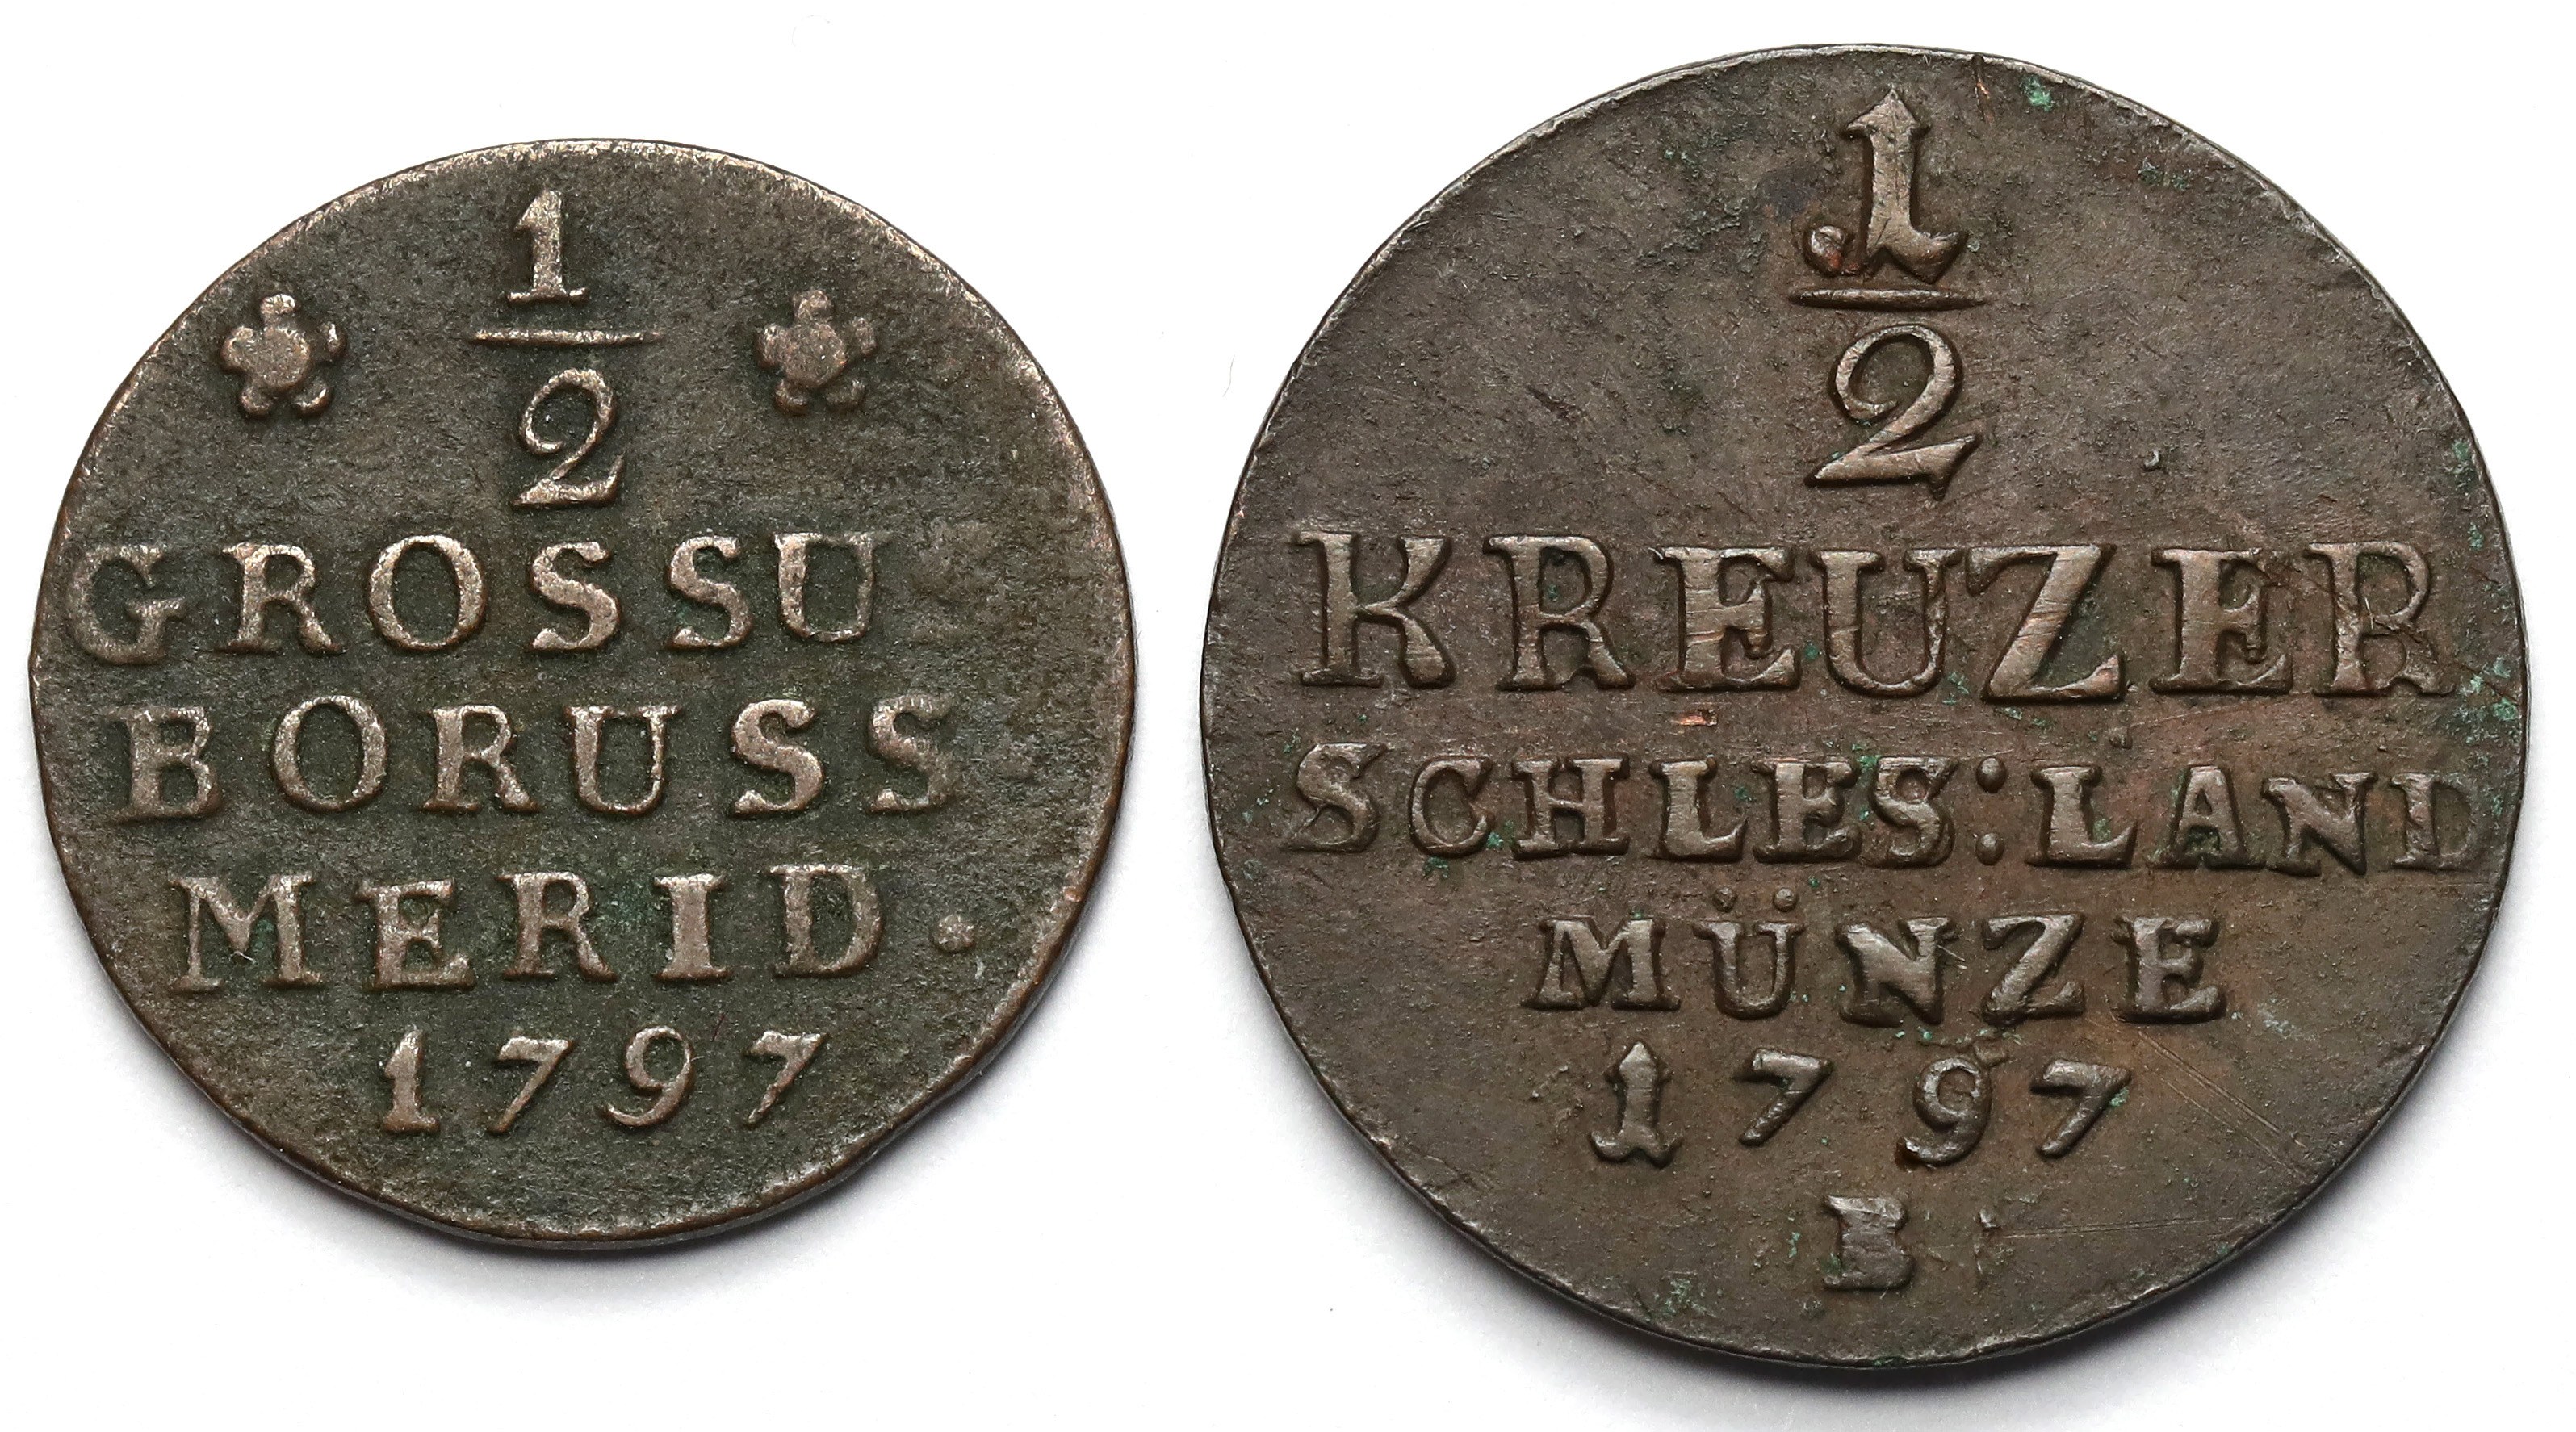 1
2
GROSSU
BORUSS
MERID.
1797
1
2
KREUZER
SCHLES:LAND
MÜNZE
1797
B